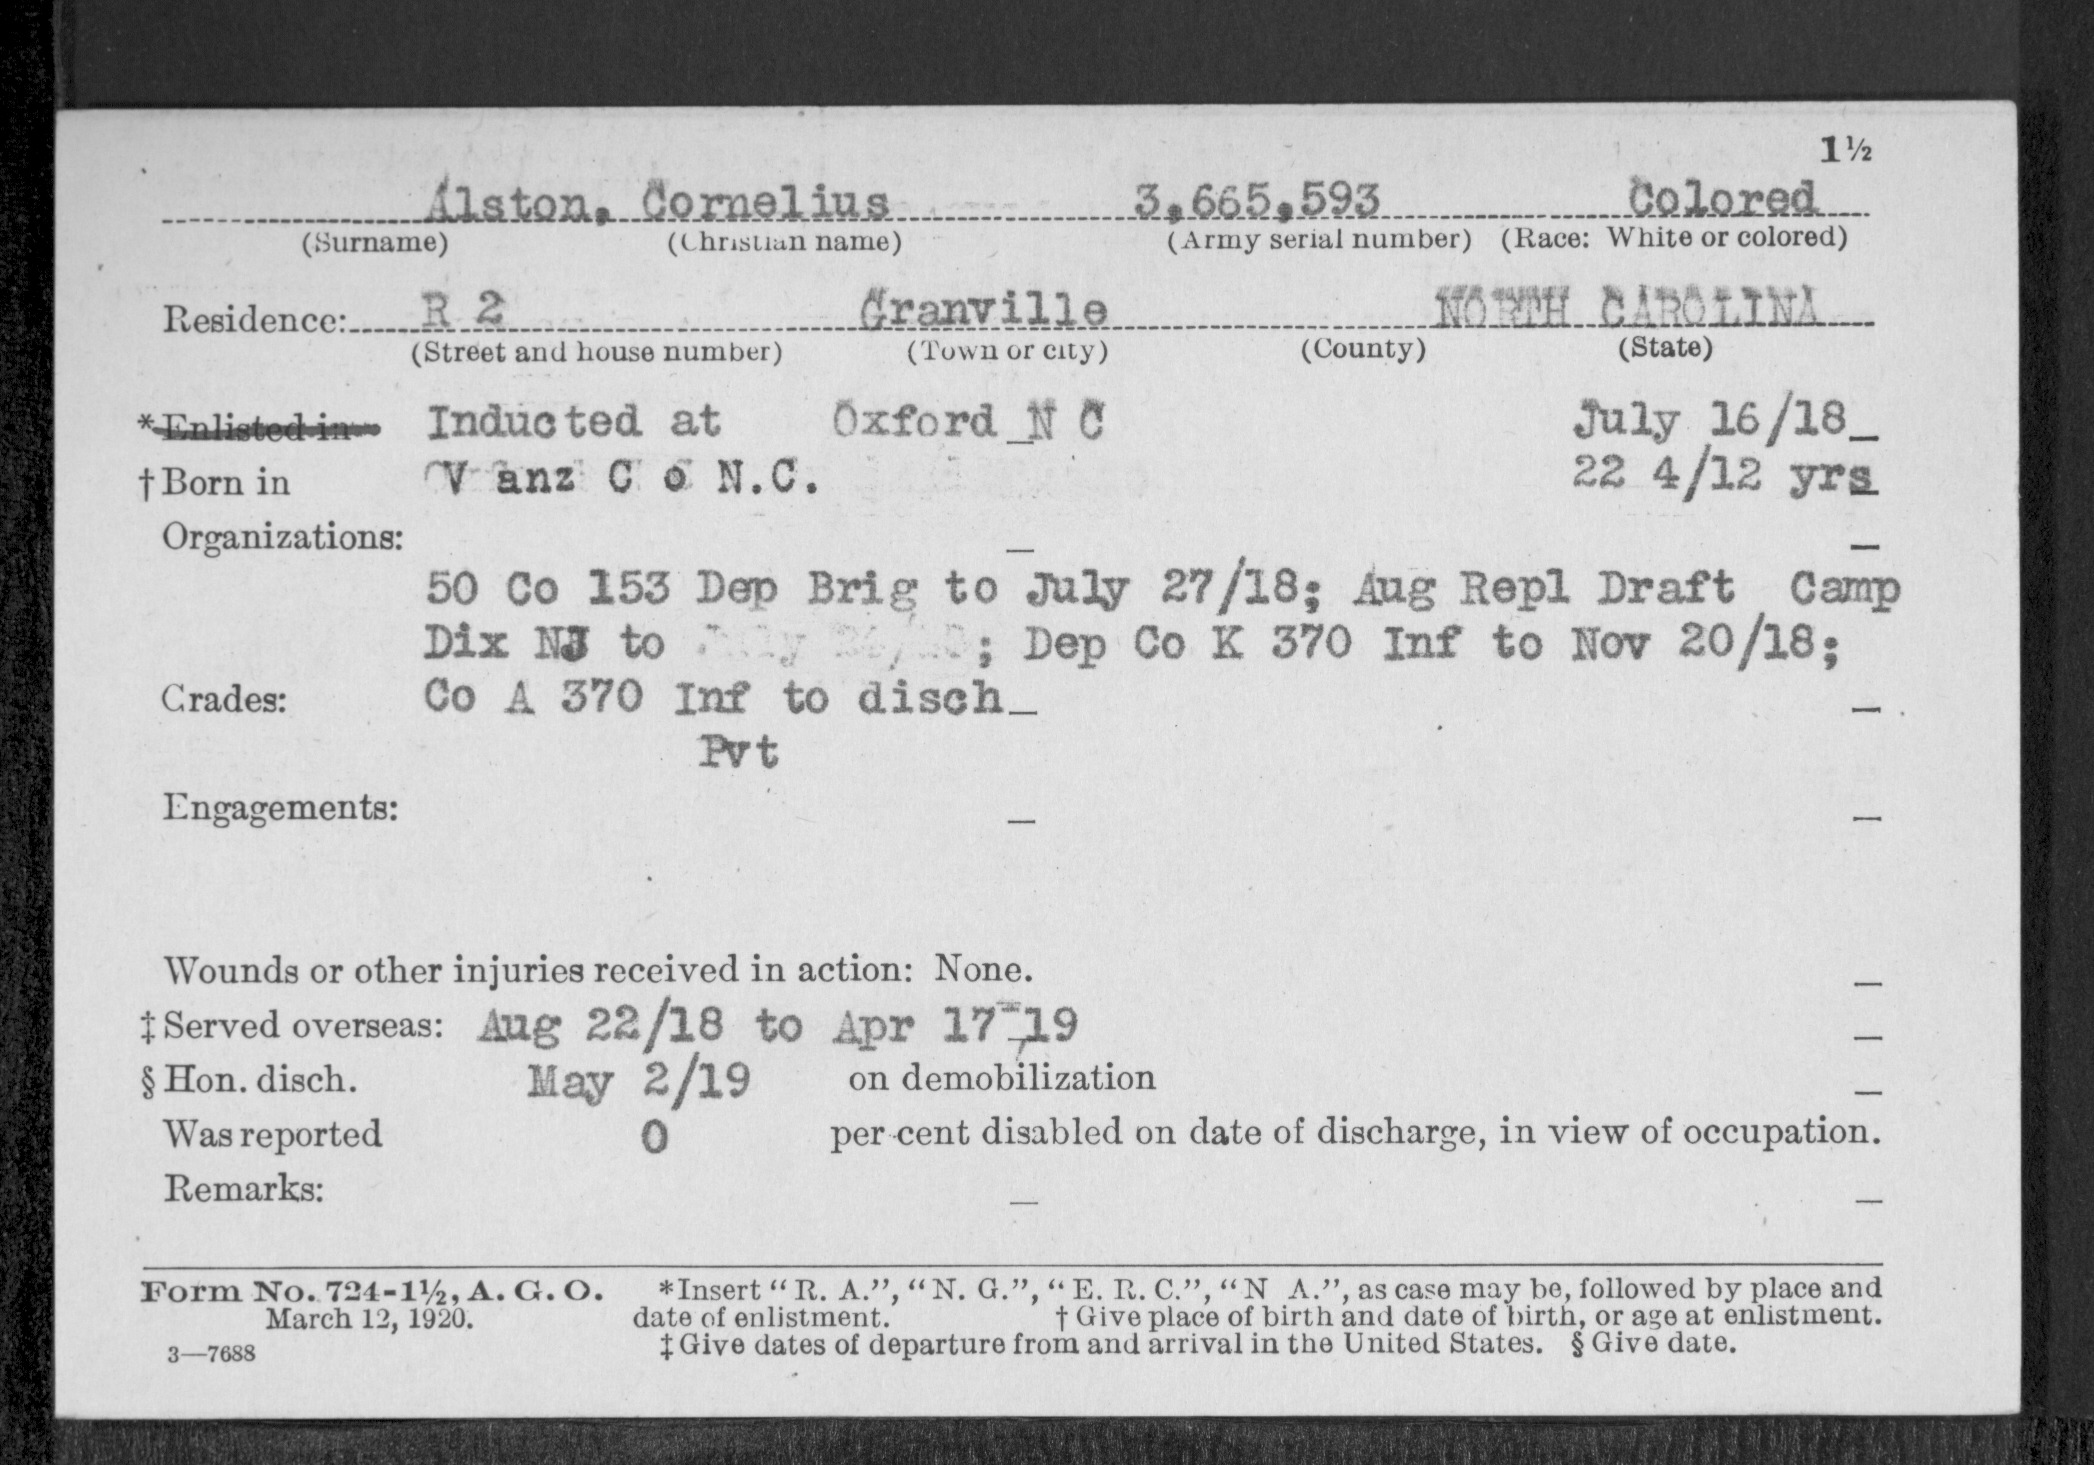 1½
Alston, Cornelius 3,665,593 Colored
(Surname) (Christian name) (Army serial number) (Race: White or colored)
Residence: R 2 Granville NORTH CAROLINA
(Street and house number) (Town or city) (County) (State)
*Enlisted in Inducted at Oxford N C July 16/18
†Born in Vanz Co N.C. 22 4/12 yrs
Organizations:
50 Co 153 Dep Brig to July 27/18; Aug Repl Draft Camp
Dix NJ to ; Dep Co K 370 Inf to Nov 20/18;
Grades: Co A 370 Inf to disch
Pvt
Engagements:
Wounds or other injuries received in action: None.
‡Served overseas: Aug 22/18 to Apr 17/19
§Hon. disch. May 2/19 on demobilization
Was reported 0 per cent disabled on date of discharge, in view of occupation.
Remarks:
Form No. 724-1½, A. G. O. *Insert "R. A.", "N. G.", "E. R. C.", "N A.", as case may be, followed by place and
March 12, 1920. date of enlistment. †Give place of birth and date of birth, or age at enlistment.
3—7688 ‡Give dates of departure from and arrival in the United States. §Give date.